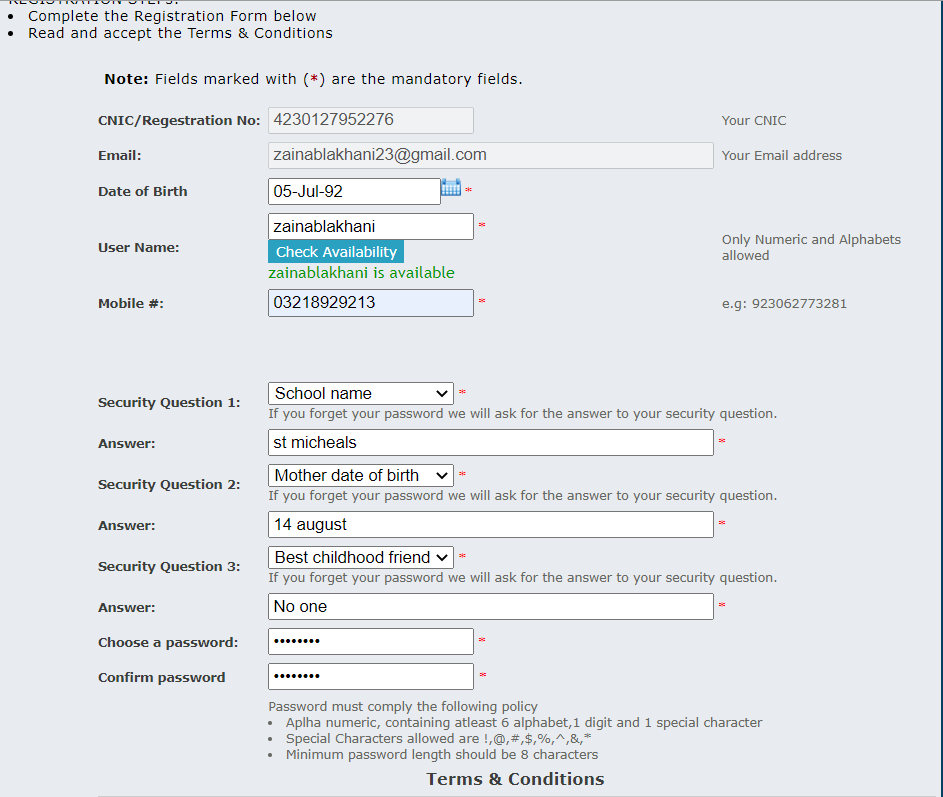 REGISTRATION STEPS:
• Complete the Registration Form below
• Read and accept the Terms & Conditions
Note: Fields marked with (*) are the mandatory fields.
CNIC/Regestration No: 4230127952276 Your CNIC
Email: zainablakhani23@gmail.com Your Email address
Date of Birth 05-Jul-92 *
User Name: zainablakhani * Only Numeric and Alphabets allowed
Check Availability
zainablakhani is available
Mobile #: 03218929213 * e.g: 923062773281
Security Question 1: School name *
If you forget your password we will ask for the answer to your security question.
Answer: st micheals *
Security Question 2: Mother date of birth *
If you forget your password we will ask for the answer to your security question.
Answer: 14 august *
Security Question 3: Best childhood friend *
If you forget your password we will ask for the answer to your security question.
Answer: No one *
Choose a password: •••••••• *
Confirm password •••••••• *
Password must comply the following policy
• Aplha numeric, containing atleast 6 alphabet,1 digit and 1 special character
• Special Characters allowed are !,@,#,$,%,^,&,*
• Minimum password length should be 8 characters
Terms & Conditions